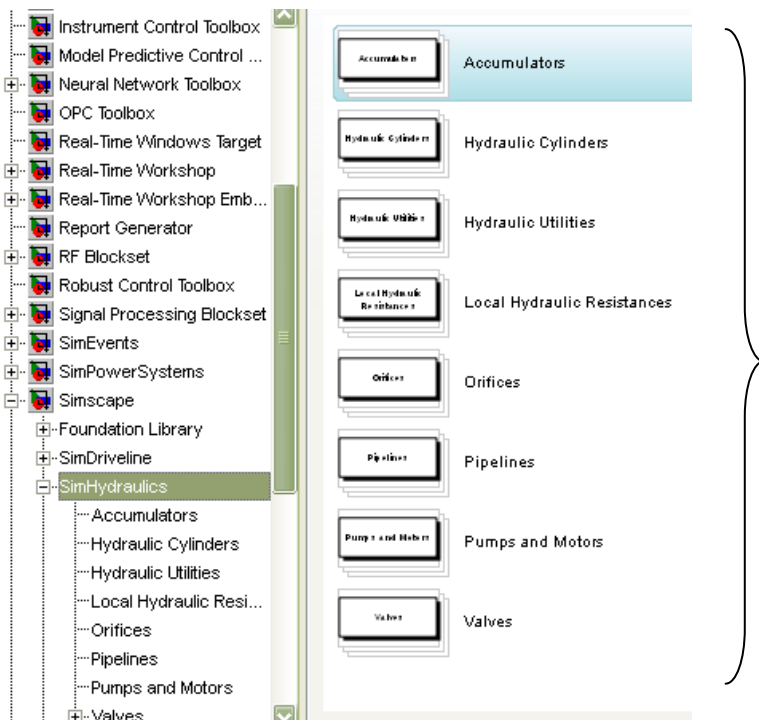 Instrument Control Toolbox
Model Predictive Control ...
Neural Network Toolbox
OPC Toolbox
Real-Time Windows Target
Real-Time Workshop
Real-Time Workshop Emb...
Report Generator
RF Blockset
Robust Control Toolbox
Signal Processing Blockset
SimEvents
SimPowerSystems
Simscape
Foundation Library
SimDriveline
SimHydraulics
Accumulators
Hydraulic Cylinders
Hydraulic Utilities
Local Hydraulic Resi...
Orifices
Pipelines
Pumps and Motors
Valves
Accumulators
Accumulators
Hydraulic Cylinders
Hydraulic Cylinders
Hydraulic Utilities
Hydraulic Utilities
Local Hydraulic
Resistances
Local Hydraulic Resistances
Orifices
Orifices
Pipelines
Pipelines
Pumps and Motors
Pumps and Motors
Valves
Valves